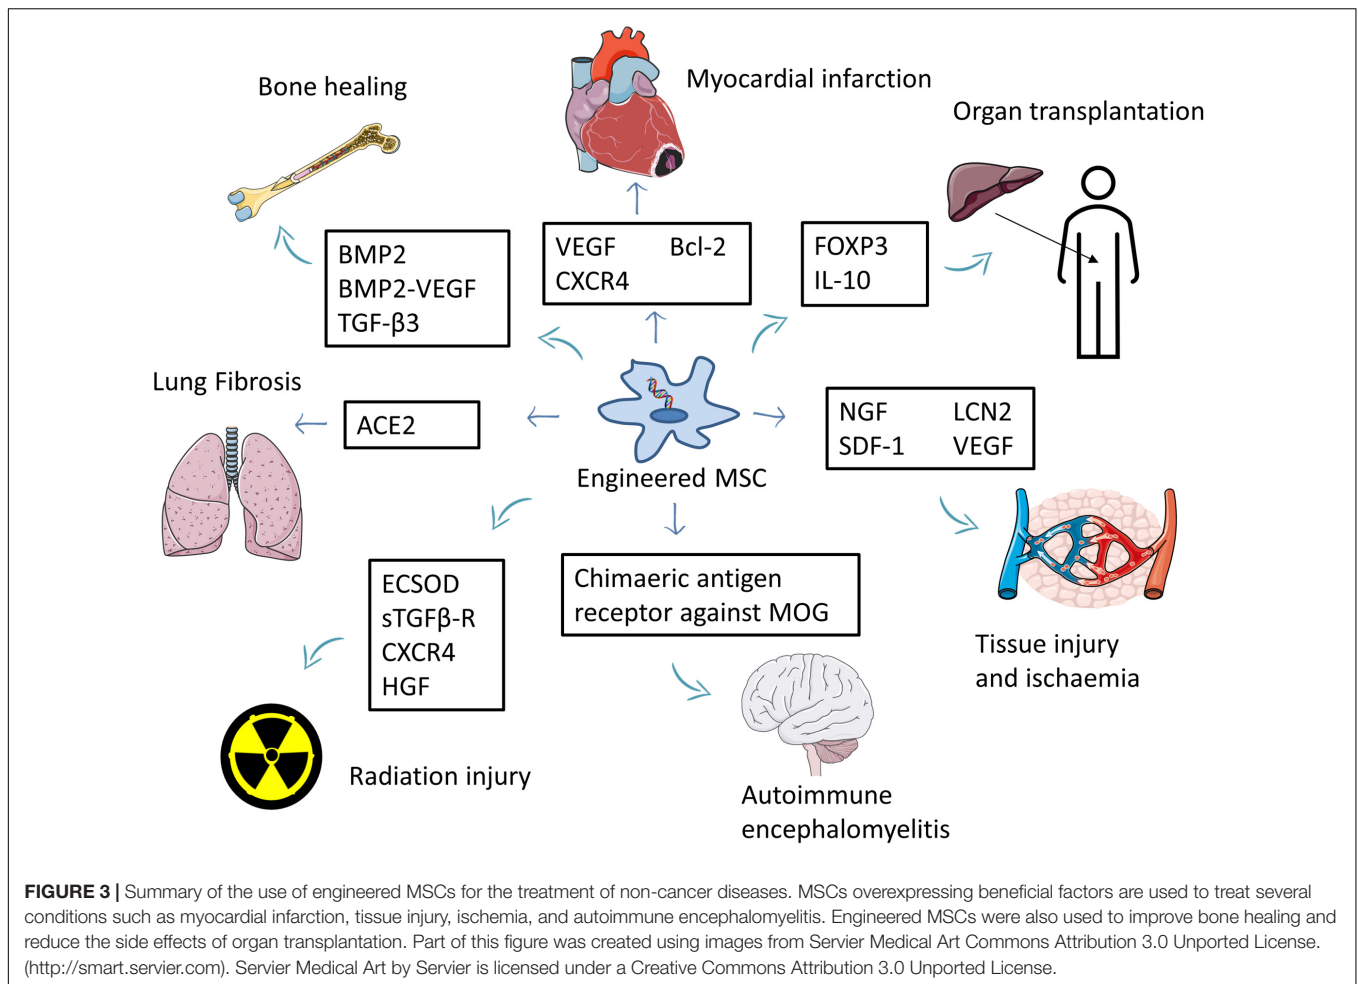 Bone healing
Myocardial infarction
Organ transplantation
BMP2
BMP2-VEGF
TGF-β3
VEGF Bcl-2
CXCR4
FOXP3
IL-10
Lung Fibrosis
ACE2
NGF LCN2
SDF-1 VEGF
Engineered MSC
ECSOD
sTGFβ-R
CXCR4
HGF
Chimaeric antigen
receptor against MOG
Tissue injury
and ischaemia
Radiation injury
Autoimmune
encephalomyelitis
FIGURE 3 | Summary of the use of engineered MSCs for the treatment of non-cancer diseases. MSCs overexpressing beneficial factors are used to treat several
conditions such as myocardial infarction, tissue injury, ischemia, and autoimmune encephalomyelitis. Engineered MSCs were also used to improve bone healing and
reduce the side effects of organ transplantation. Part of this figure was created using images from Servier Medical Art Commons Attribution 3.0 Unported License.
(http://smart.servier.com). Servier Medical Art by Servier is licensed under a Creative Commons Attribution 3.0 Unported License.